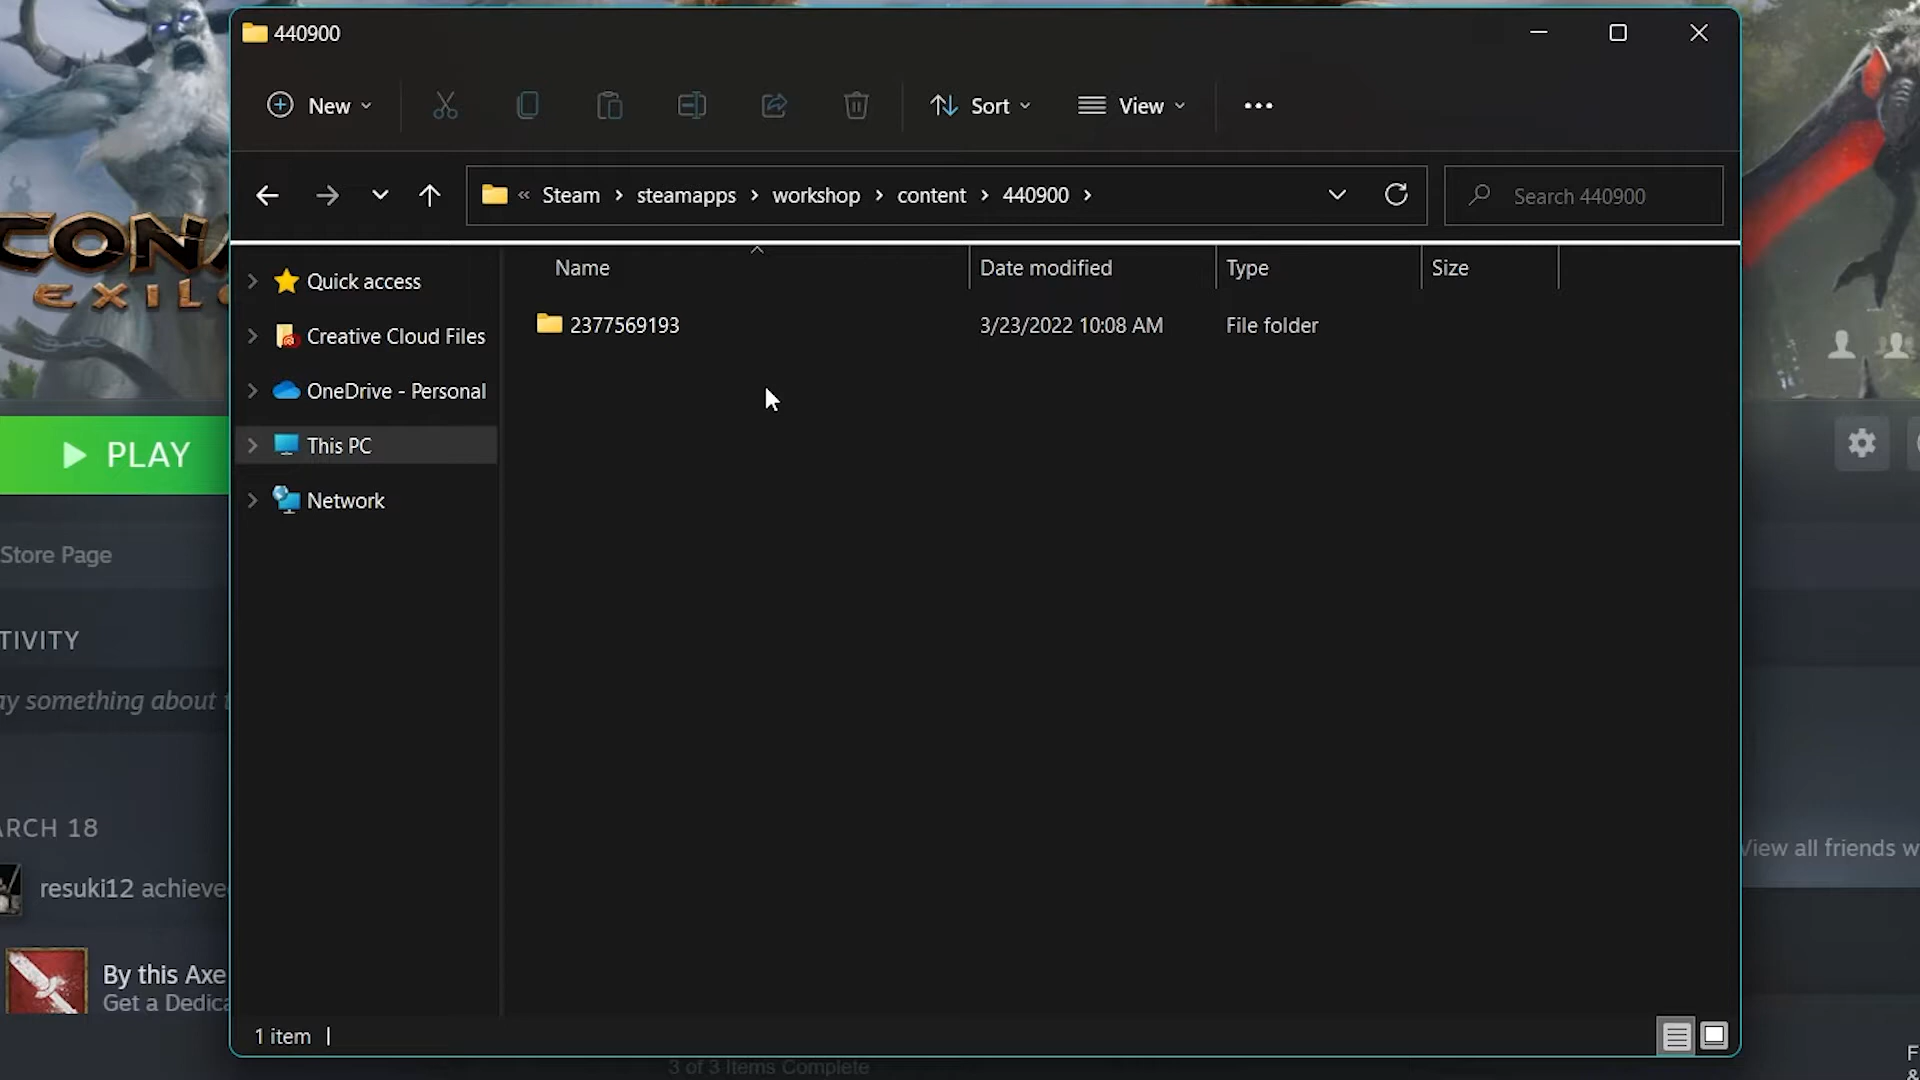 440900
New
Sort
View
« Steam > steamapps > workshop > content > 440900 >
Search 440900
Name
Date modified
Type
Size
Quick access
Creative Cloud Files
OneDrive - Personal
This PC
Network
2377569193
3/23/2022 10:08 AM
File folder
1 item
CONA
EXIL
PLAY
Store Page
TIVITY
ay something about t
ARCH 18
resuki12 achieve
By this Axe
Get a Dedica
View all friends w
3 of 3 Items Complete
F
&